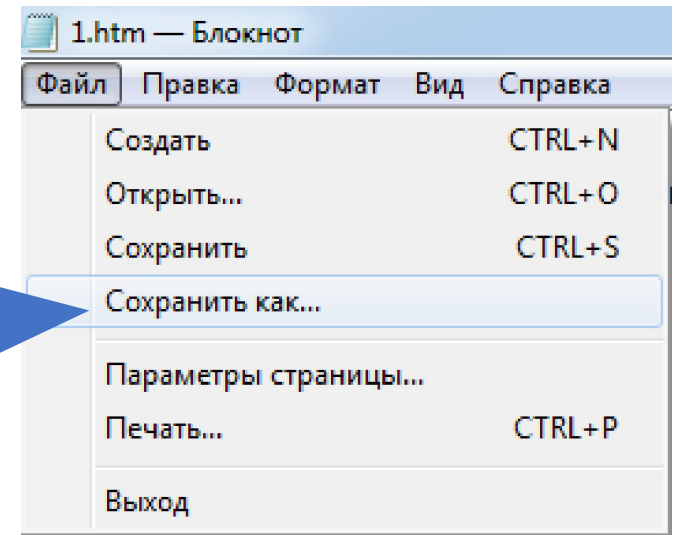 1.htm — Блокнот
Файл Правка Формат Вид Справка
Создать CTRL+N
Открыть... CTRL+O
Сохранить CTRL+S
Сохранить как...
Параметры страницы...
Печать... CTRL+P
Выход